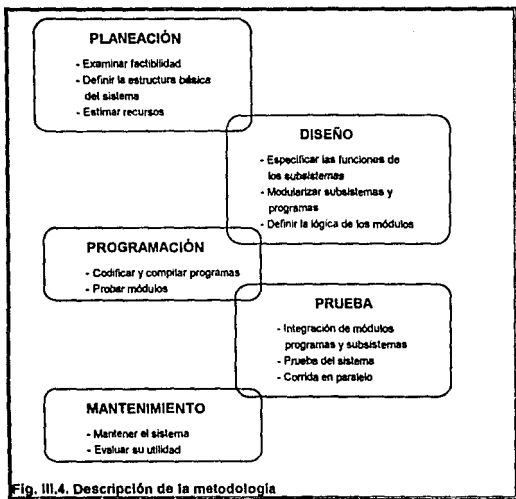 PLANEACIÓN
- Examinar factibilidad
- Definir la estructura básica
del sistema
- Estimar recursos
DISEÑO
- Especificar las funciones de
los subsistemas
- Modularizar subsistemas y
programas
- Definir la lógica de los módulos
PROGRAMACIÓN
- Codificar y compilar programas
- Probar módulos
PRUEBA
- Integración de módulos
programas y subsistemas
- Prueba del sistema
- Corrida en paralelo
MANTENIMIENTO
- Mantener el sistema
- Evaluar su utilidad
Fig. III.4. Descripción de la metodología